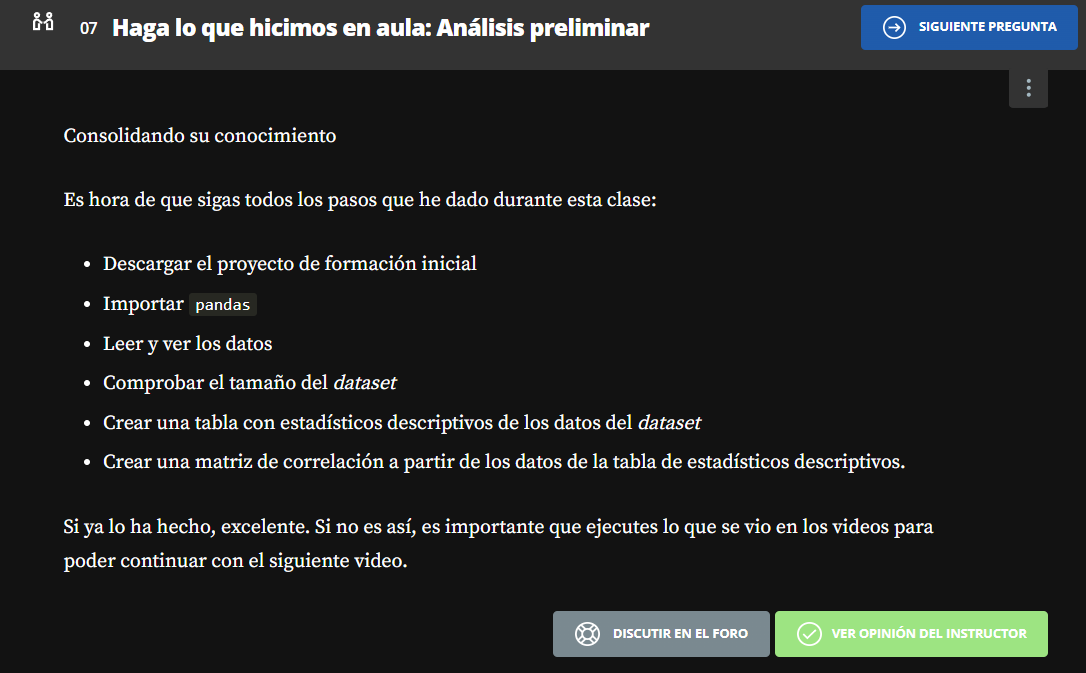 07 Haga lo que hicimos en aula: Análisis preliminar
SIGUIENTE PREGUNTA
Consolidando su conocimiento
Es hora de que sigas todos los pasos que he dado durante esta clase:
• Descargar el proyecto de formación inicial
• Importar pandas
• Leer y ver los datos
• Comprobar el tamaño del dataset
• Crear una tabla con estadísticos descriptivos de los datos del dataset
• Crear una matriz de correlación a partir de los datos de la tabla de estadísticos descriptivos.
Si ya lo ha hecho, excelente. Si no es así, es importante que ejecutes lo que se vio en los videos para
poder continuar con el siguiente video.
DISCUTIR EN EL FORO
VER OPINIÓN DEL INSTRUCTOR